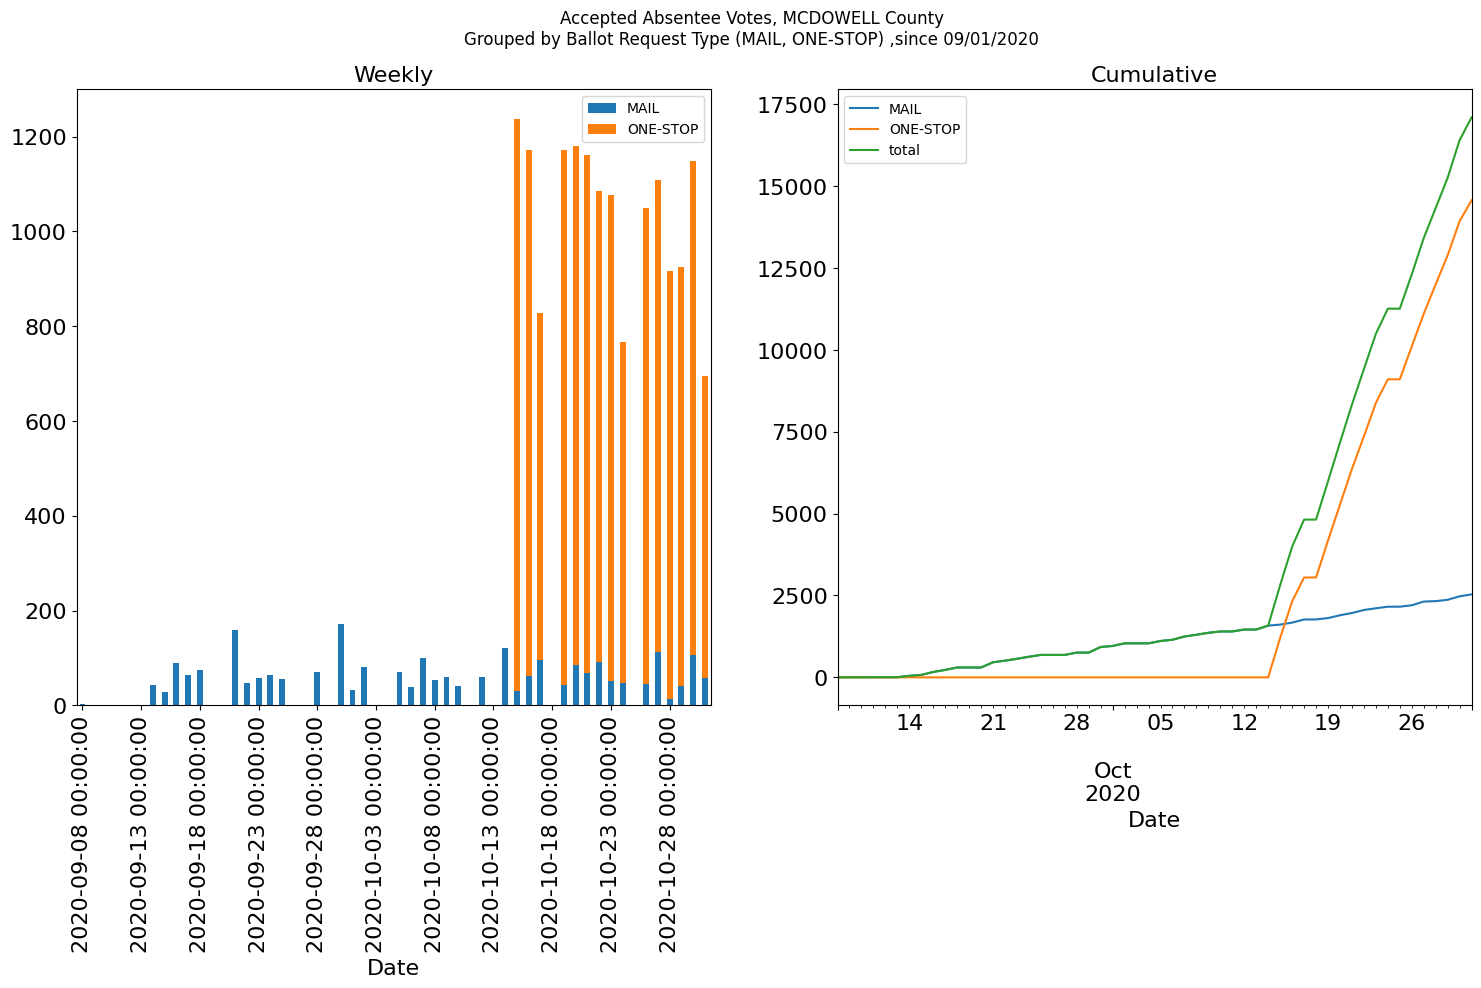 Accepted Absentee Votes, MCDOWELL County
Grouped by Ballot Request Type (MAIL, ONE-STOP) ,since 09/01/2020
Weekly
MAIL
ONE-STOP
1200
1000
800
600
400
200
0
2020-09-08 00:00:00
2020-09-13 00:00:00
2020-09-18 00:00:00
2020-09-23 00:00:00
2020-09-28 00:00:00
2020-10-03 00:00:00
2020-10-08 00:00:00
2020-10-13 00:00:00
2020-10-18 00:00:00
2020-10-23 00:00:00
2020-10-28 00:00:00
Date
Cumulative
MAIL
ONE-STOP
total
17500
15000
12500
10000
7500
5000
2500
0
14 21 28 05 12 19 26
Oct
2020
Date